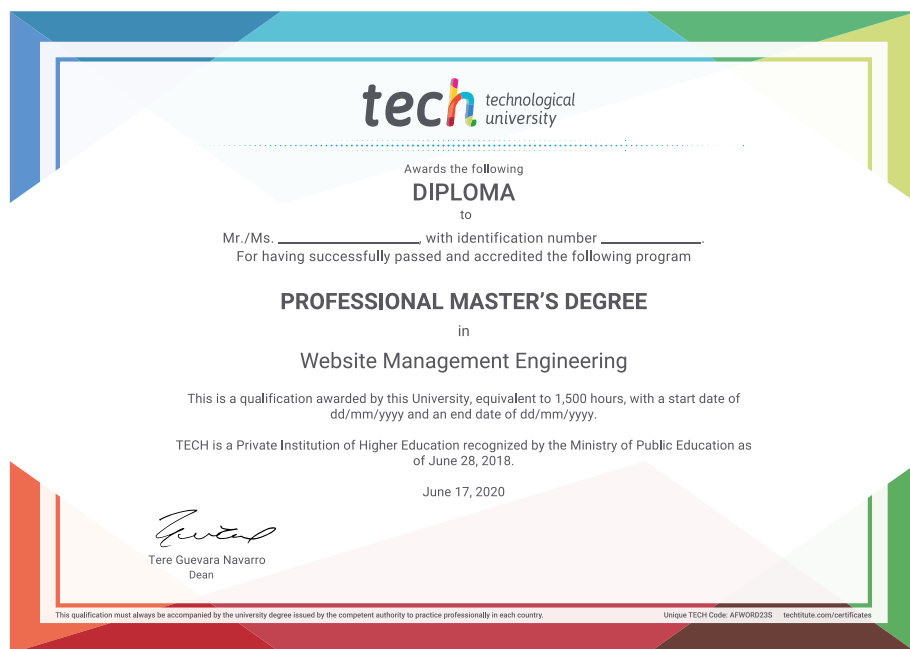 tech technological
university
Awards the following
DIPLOMA
to
Mr./Ms. ____________, with identification number ____________.
For having successfully passed and accredited the following program
PROFESSIONAL MASTER'S DEGREE
in
Website Management Engineering
This is a qualification awarded by this University, equivalent to 1,500 hours, with a start date of
dd/mm/yyyy and an end date of dd/mm/yyyy.
TECH is a Private Institution of Higher Education recognized by the Ministry of Public Education as
of June 28, 2018.
June 17, 2020
Tere Guevara Navarro
Dean
This qualification must always be accompanied by the university degree issued by the competent authority to practice professionally in each country. Unique TECH Code: AFWORD23S techtitute.com/certificates